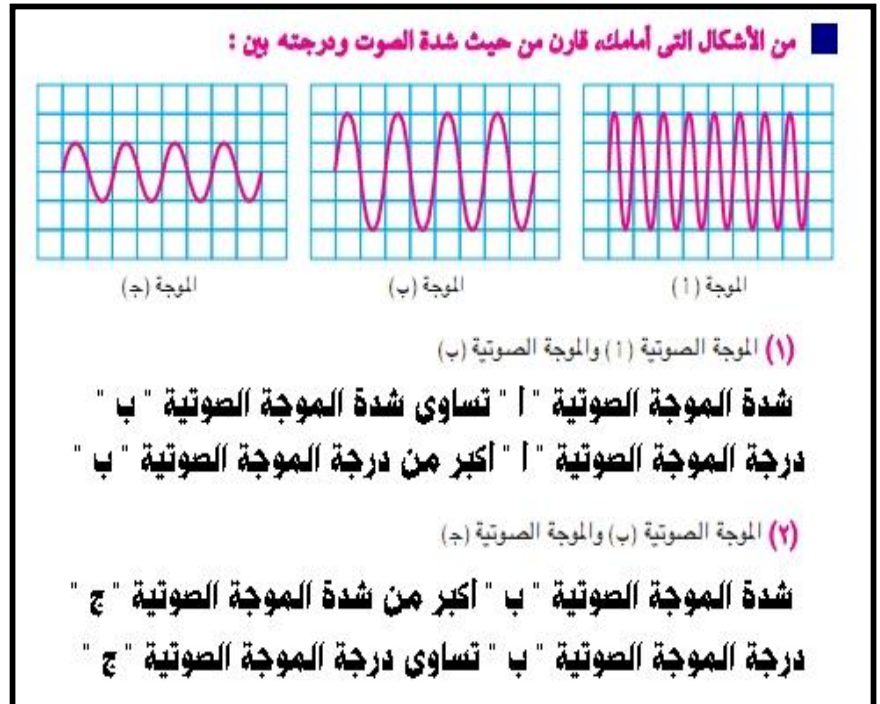 من الأشكال التى أمامك، قارن من حيث شدة الصوت ودرجته بين :
الموجة (أ)
الموجة (ب)
الموجة (جـ)
(١) الموجة الصوتية (أ) والموجة الصوتية (ب)
شدة الموجة الصوتية " أ " تساوى شدة الموجة الصوتية " ب "
درجة الموجة الصوتية " أ " أكبر من درجة الموجة الصوتية " ب "
(٢) الموجة الصوتية (ب) والموجة الصوتية (جـ)
شدة الموجة الصوتية " ب " أكبر من شدة الموجة الصوتية " ج "
درجة الموجة الصوتية " ب " تساوى درجة الموجة الصوتية " ج "